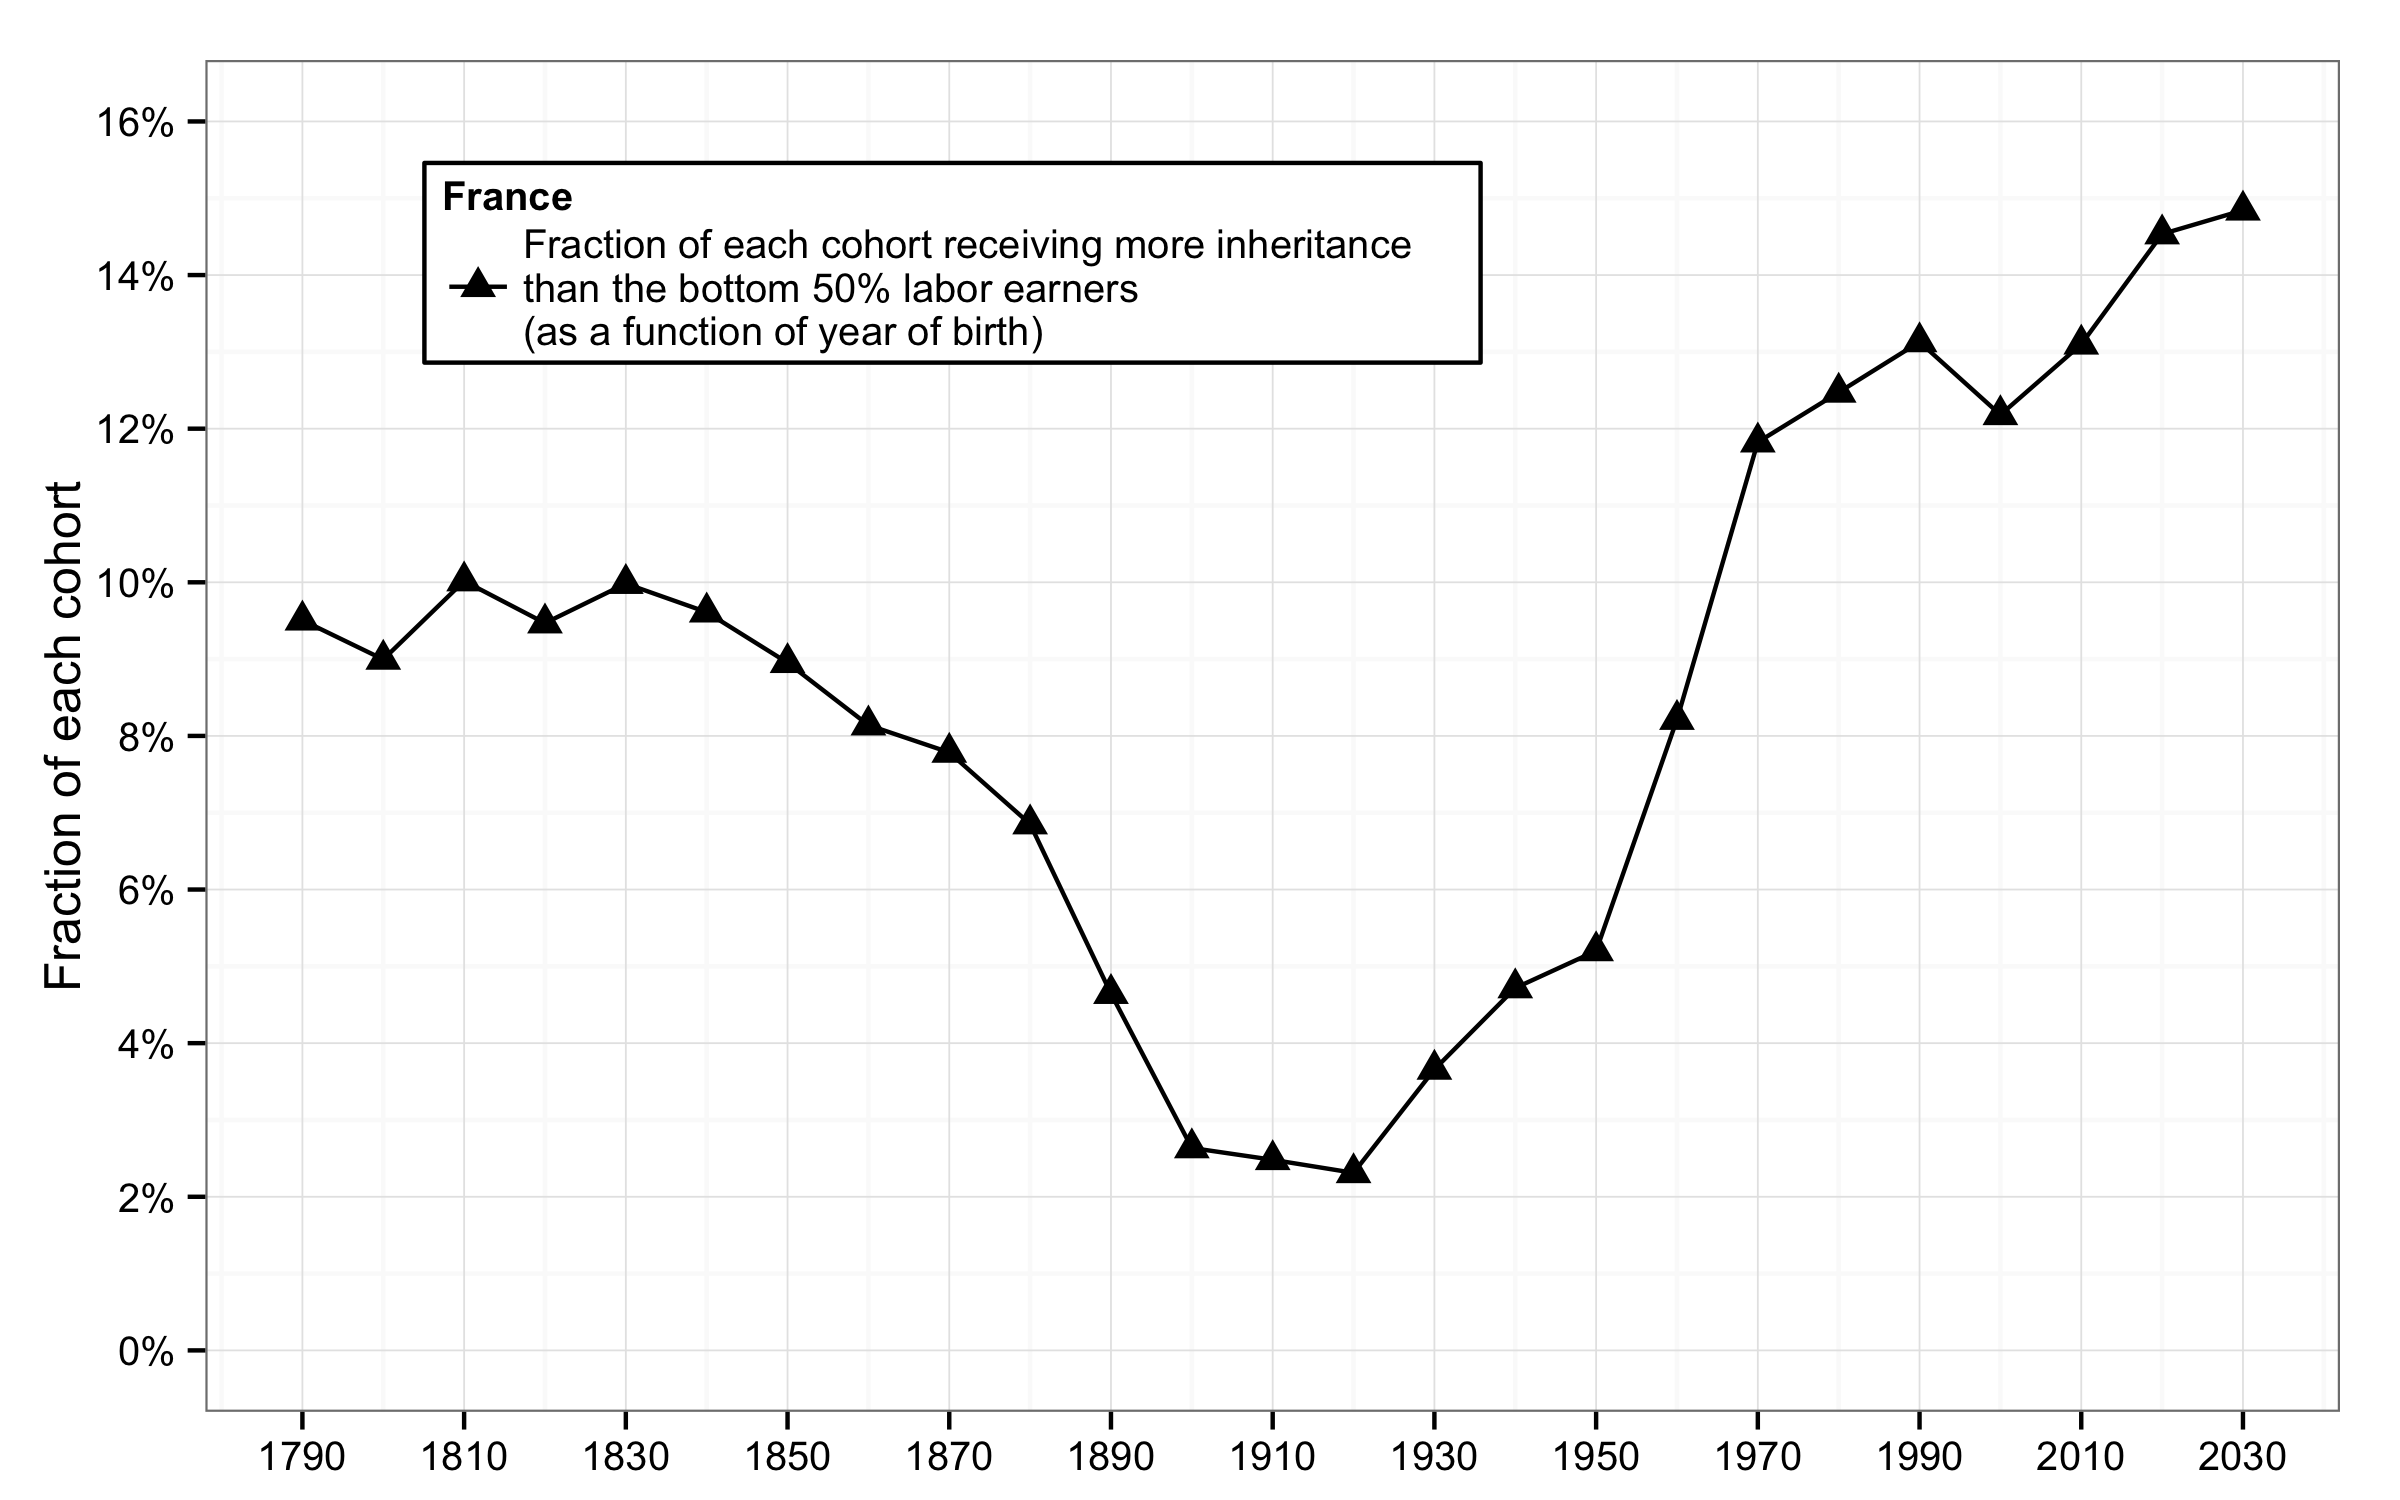 16%
14%
12%
10%
8%
6%
4%
2%
0%
Fraction of each cohort
France
Fraction of each cohort receiving more inheritance
than the bottom 50% labor earners
(as a function of year of birth)
1790 1810 1830 1850 1870 1890 1910 1930 1950 1970 1990 2010 2030